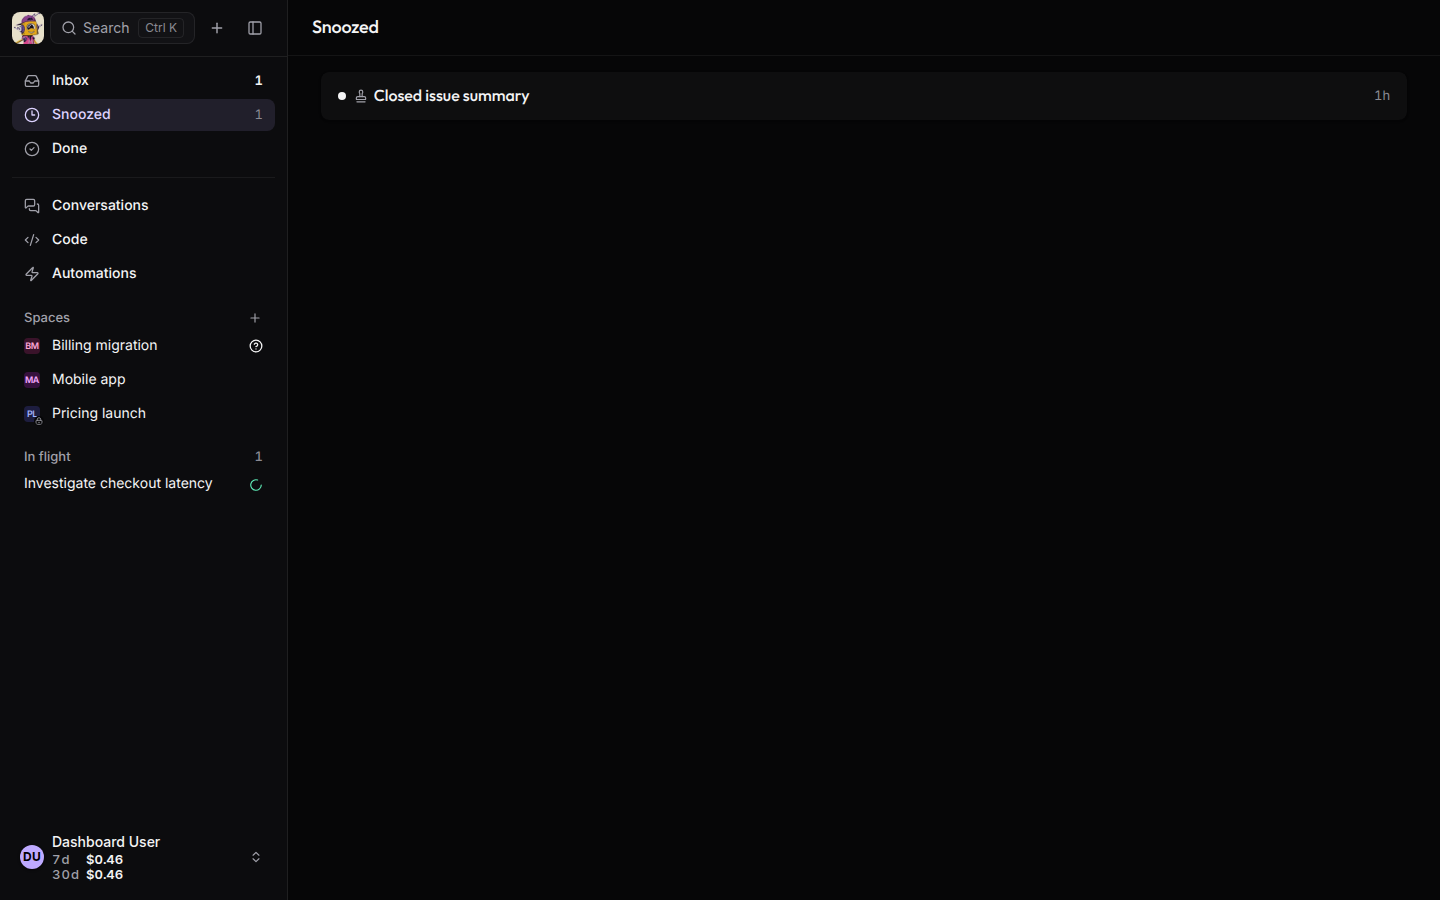 Search Ctrl K
Inbox 1
Snoozed 1
Done
Conversations
Code
Automations
Spaces
BM Billing migration
MA Mobile app
PL Pricing launch
In flight 1
Investigate checkout latency
DU Dashboard User
7d $0.46
30d $0.46
Snoozed
Closed issue summary 1h